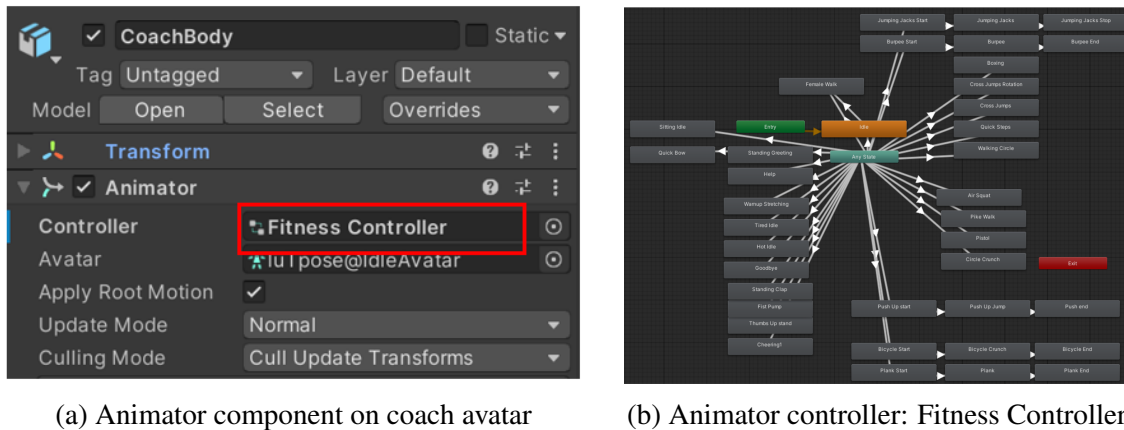 CoachBody
Static
Tag Untagged Layer Default
Model Open Select Overrides
Transform
Animator
Controller Fitness Controller
Avatar IdleAvatar
Apply Root Motion
Update Mode Normal
Culling Mode Cull Update Transforms
(a) Animator component on coach avatar
Jumping Jacks Start Jumping Jacks Jumping Jacks Stop
Burpee Start Burpee Burpee End
Boxing
Female Walk Cross Jumps Rotation
Cross Jumps
Sitting Idle Entry Idle Quick Steps
Quick Bow Standing Greeting Any State Walking Circle
Help
Air Squat
Warmup Stretching
Pike Walk
Tired Idle
Pistol
Hot Idle
Circle Crunch
Goodbye Exit
Standing Clap
Fist Pump Push Up start Push Up Jump Push end
Thumbs Up stand
Cheering!
Bicycle Start Bicycle Crunch Bicycle End
Plank Start Plank Plank End
(b) Animator controller: Fitness Controller